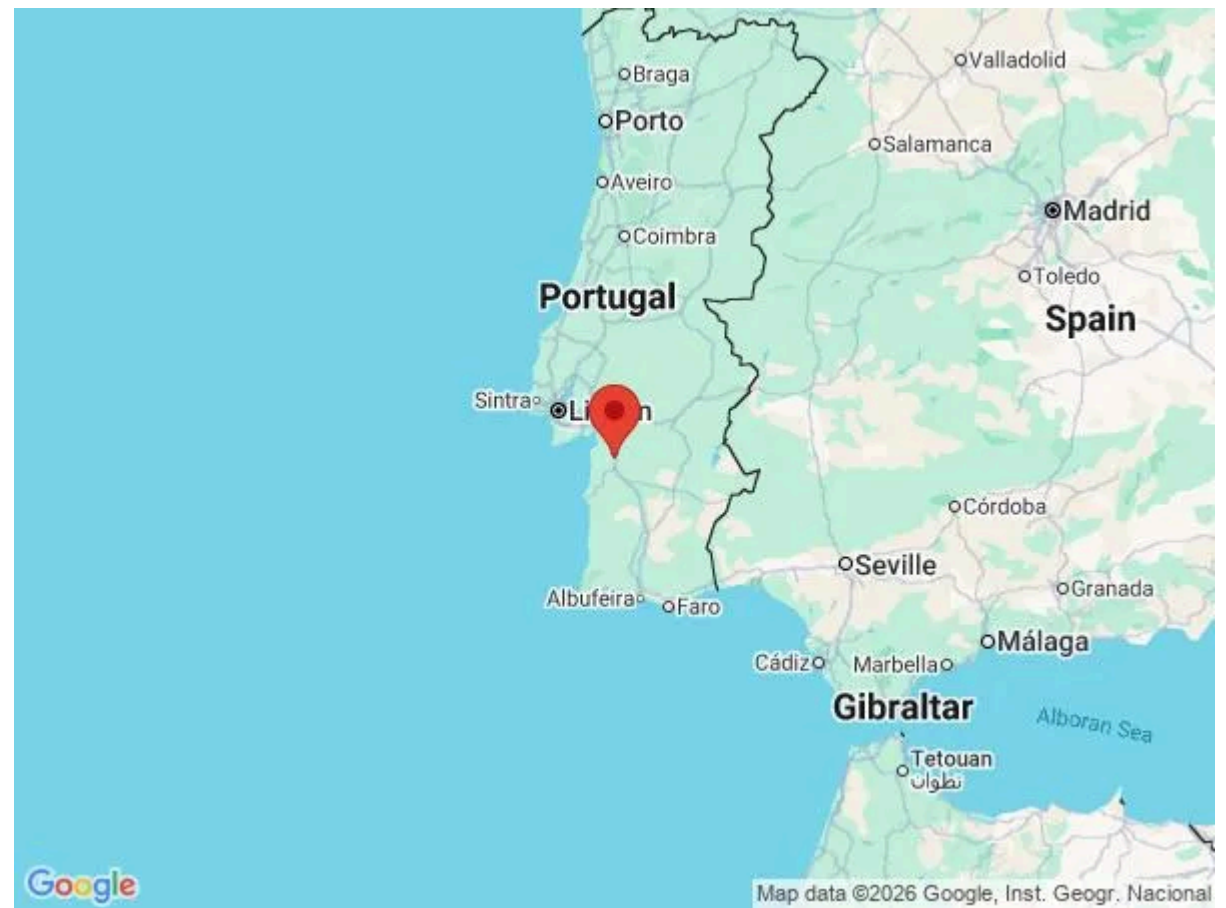 Braga
Valladolid
Porto
Salamanca
Aveiro
Madrid
Coimbra
Toledo
Portugal
Spain
Sintra
Córdoba
Seville
Granada
Albufeira
Faro
Málaga
Cádiz
Marbella
Gibraltar
Alboran Sea
Tetouan
تطوان
Google
Map data ©2026 Google, Inst. Geogr. Nacional